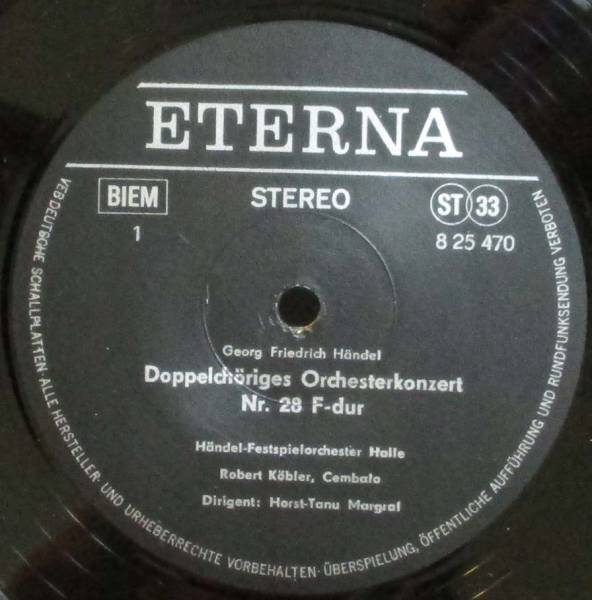 ETERNA
BIEM
STEREO
ST 33
1
8 25 470
Georg Friedrich Händel
Doppelchöriges Orchesterkonzert
Nr. 28 F-dur
Händel-Festspielorchester Halle
Robert Köbler, Cembalo
Dirigent: Horst-Tanu Margraf
VEB DEUTSCHE SCHALLPLATTEN · ALLE HERSTELLER- UND URHEBERRECHTE VORBEHALTEN · ÜBERSPIELUNG, ÖFFENTLICHE AUFFÜHRUNG UND RUNDFUNKSENDUNG VERBOTEN